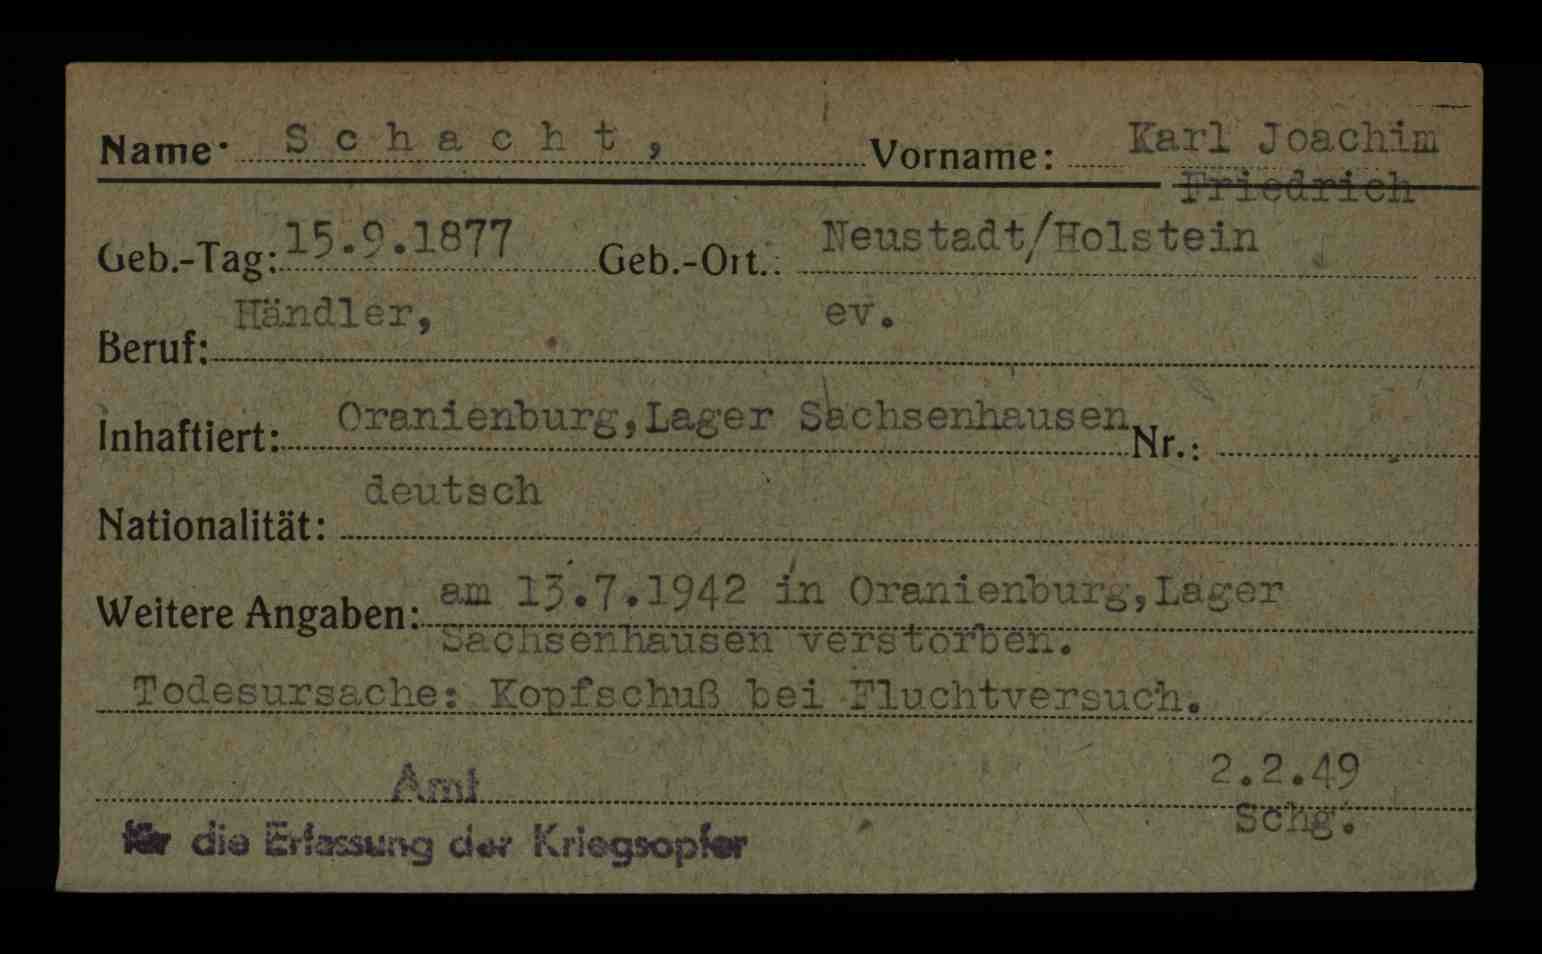 Name: Schacht, Vorname: Karl Joachim
Friedrich
Geb.-Tag: 15.9.1877 Geb.-Ort.: Neustadt/Holstein
Beruf: Händler, ev.
Inhaftiert: Oranienburg,Lager Sachsenhausen Nr.:
Nationalität: deutsch
Weitere Angaben: am 13.7.1942 in Oranienburg,Lager
Sachsenhausen verstorben.
Todesursache: Kopfschuß bei Fluchtversuch.
Amt 2.2.49
Schg.
für die Erfassung der Kriegsopfer